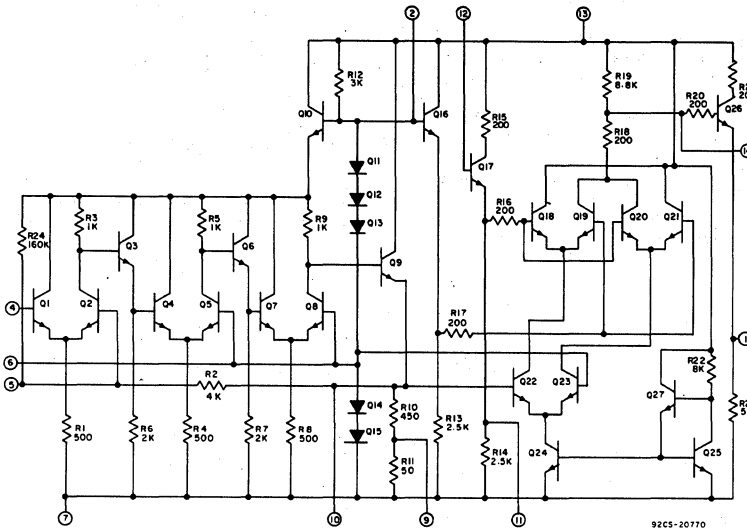 2
12
13
R12
3K
R19
8.8K
R20
200
Q26
Q10
Q16
R15
200
R18
200
Q11
Q17
Q12
R16
200
Q18
Q19
Q20
Q21
Q13
R24
160K
R3
1K
Q3
R5
1K
Q6
R9
1K
Q9
4
Q1
Q2
Q4
Q5
Q7
Q8
R17
200
6
5
R2
4K
Q22
Q23
R22
8K
Q27
R1
500
R6
2K
R4
500
R7
2K
R8
500
Q14
Q15
R10
450
R13
2.5K
R11
50
R14
2.5K
Q24
Q25
7
10
9
11
92CS-20770